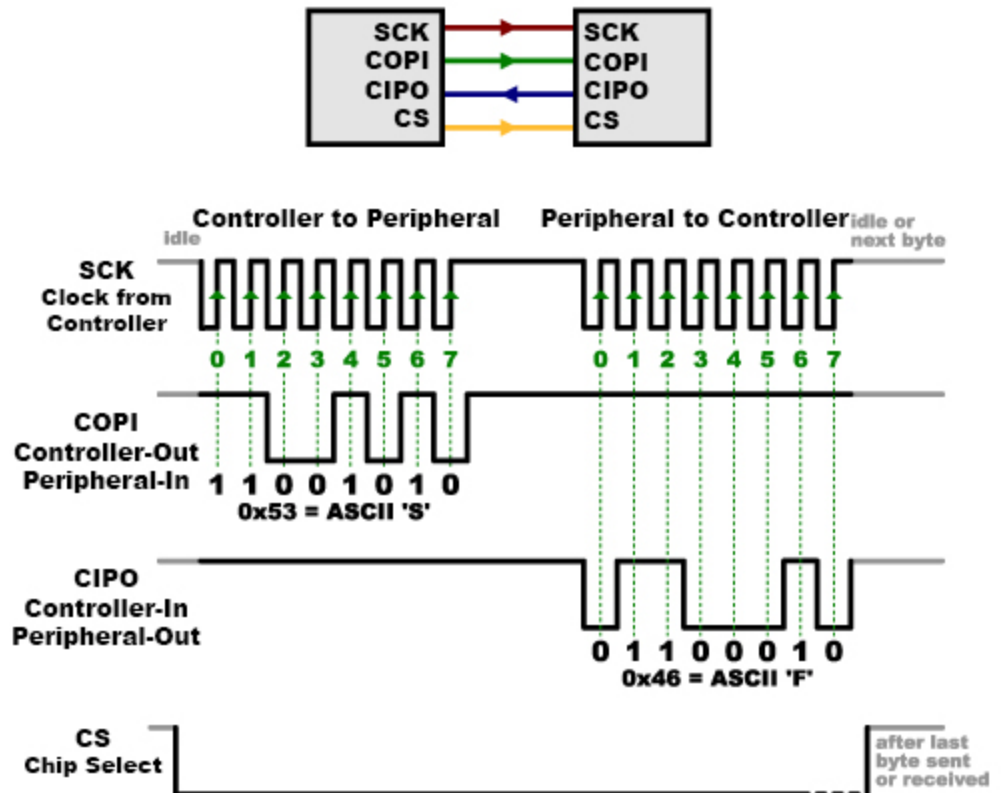 SCK SCK
COPI COPI
CIPO CIPO
CS CS
Controller to Peripheral Peripheral to Controller
idle
idle or
next byte
SCK
Clock from
Controller
0 1 2 3 4 5 6 7 0 1 2 3 4 5 6 7
COPI
Controller-Out
Peripheral-In
1 1 0 0 1 0 1 0
0x53 = ASCII 'S'
CIPO
Controller-In
Peripheral-Out
0 1 1 0 0 0 1 0
0x46 = ASCII 'F'
CS
Chip Select
after last
byte sent
or received